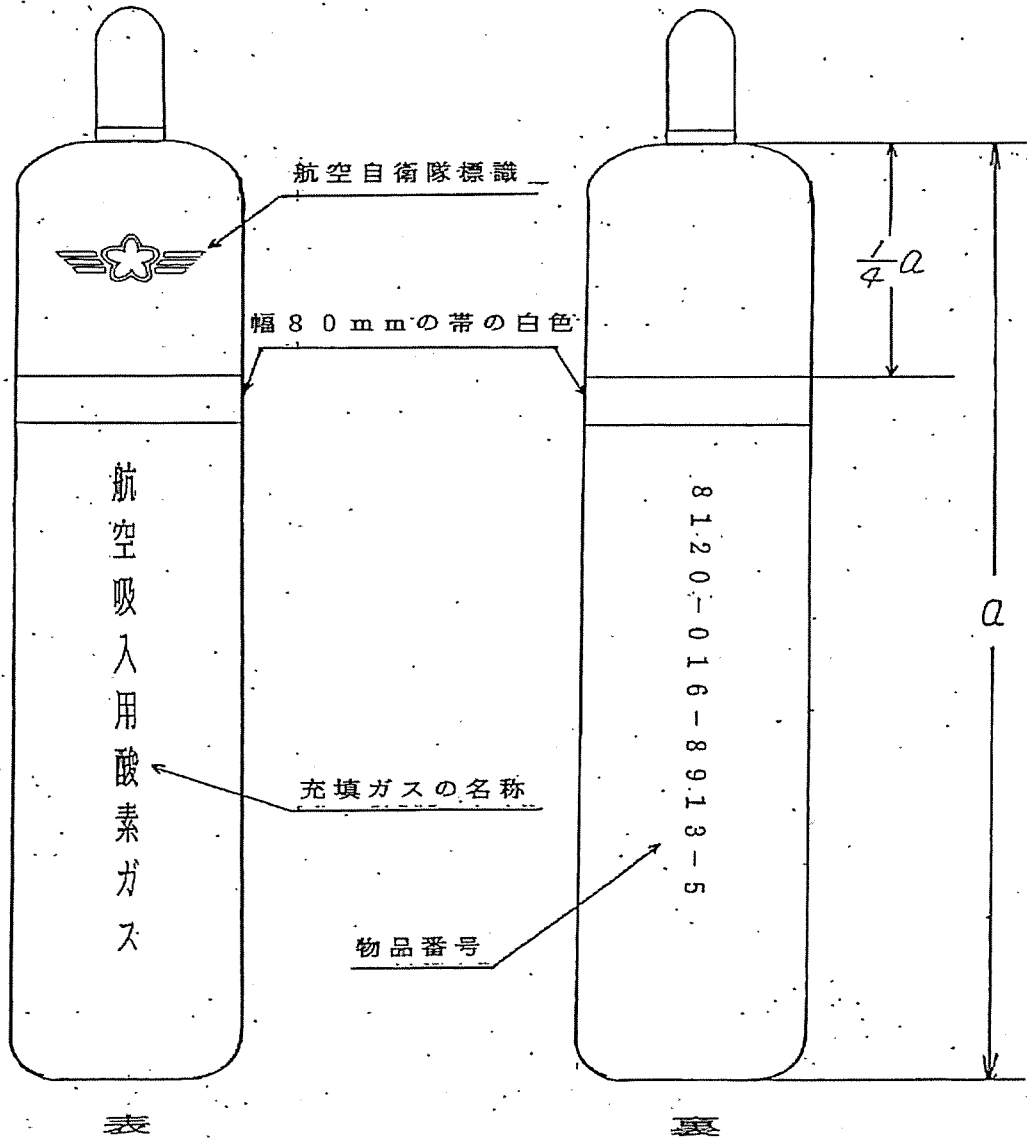 航空自衛隊標識
1/4 a
幅80mmの帯の白色
航空吸入用酸素ガス
8120-016-8913-5
a
充填ガスの名称
物品番号
表
裏